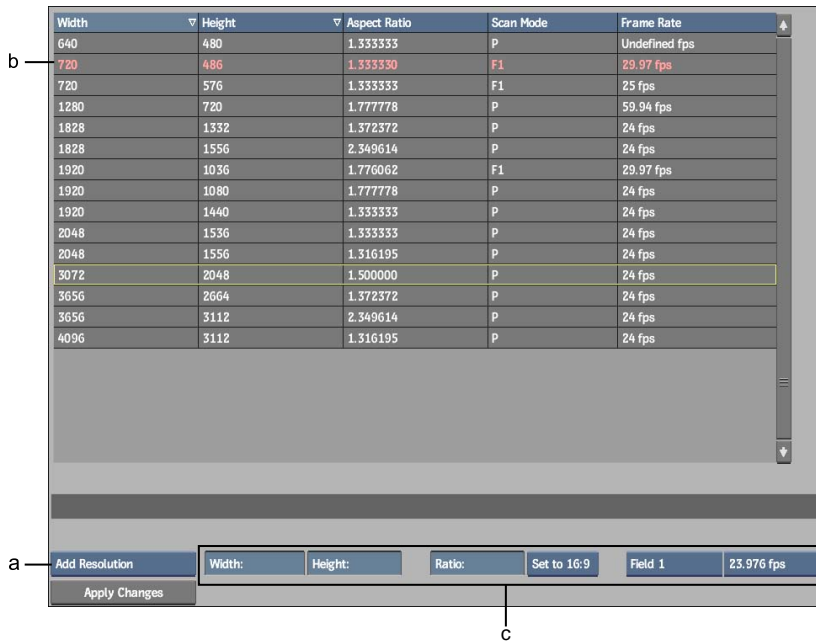 Width Height Aspect Ratio Scan Mode Frame Rate
640 480 1.333333 P Undefined fps
b 720 486 1.333330 F1 29.97 fps
720 576 1.333333 F1 25 fps
1280 720 1.777778 P 59.94 fps
1828 1332 1.372372 P 24 fps
1828 1556 2.349614 P 24 fps
1920 1036 1.776062 F1 29.97 fps
1920 1080 1.777778 P 24 fps
1920 1440 1.333333 P 24 fps
2048 1536 1.333333 P 24 fps
2048 1556 1.316195 P 24 fps
3072 2048 1.500000 P 24 fps
3656 2664 1.372372 P 24 fps
3656 3112 2.349614 P 24 fps
4096 3112 1.316195 P 24 fps
a Add Resolution Width: Height: Ratio: Set to 16:9 Field 1 23.976 fps
Apply Changes
c